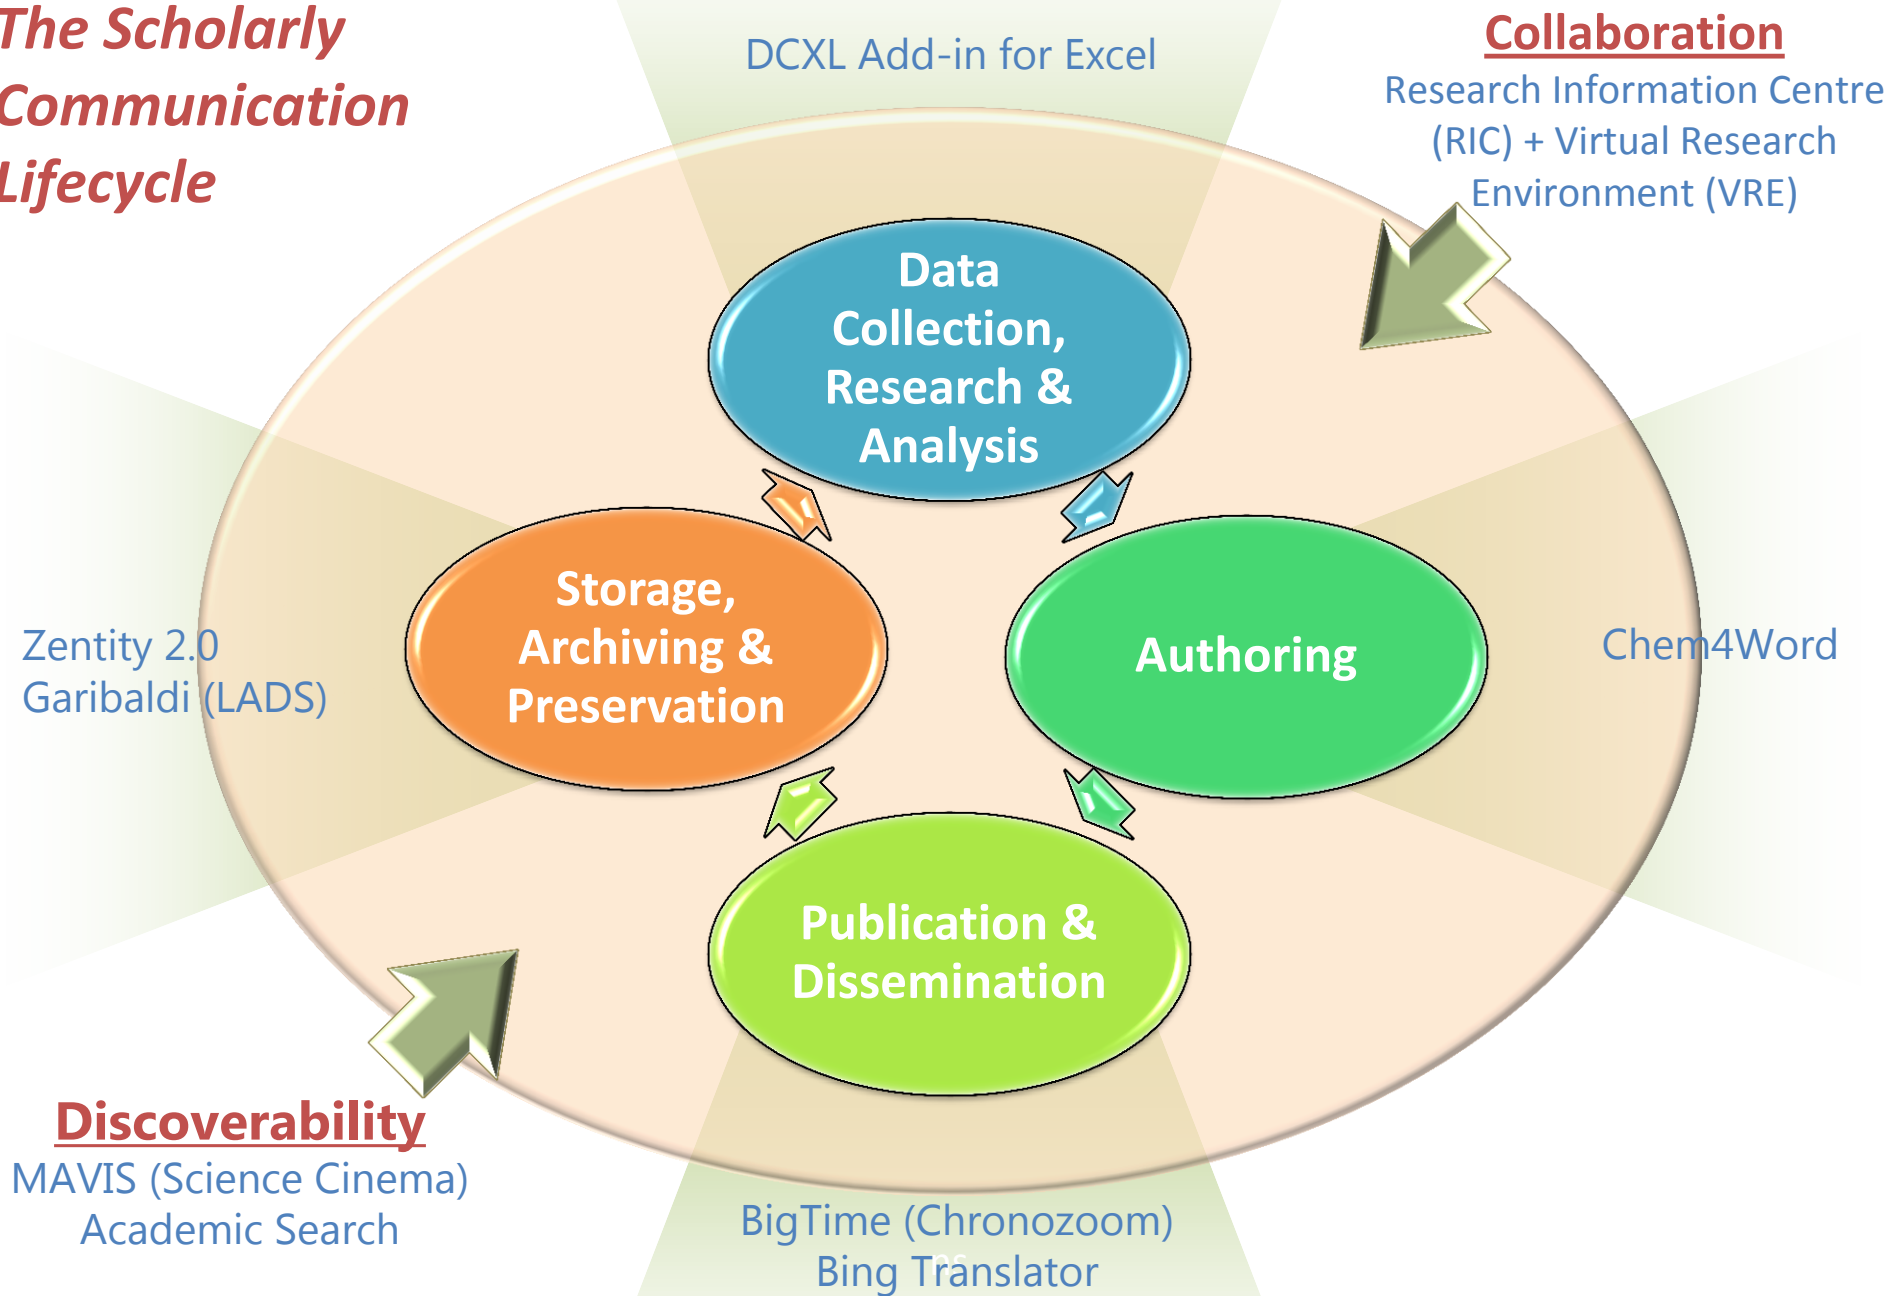 The Scholarly
Communication
Lifecycle
DCXL Add-in for Excel
Collaboration
Research Information Centre
(RIC) + Virtual Research
Environment (VRE)
Data
Collection,
Research &
Analysis
Storage,
Archiving &
Preservation
Authoring
Zentity 2.0
Garibaldi (LADS)
Chem4Word
Publication &
Dissemination
Discoverability
MAVIS (Science Cinema)
Academic Search
BigTime (Chronozoom)
Bing Translator